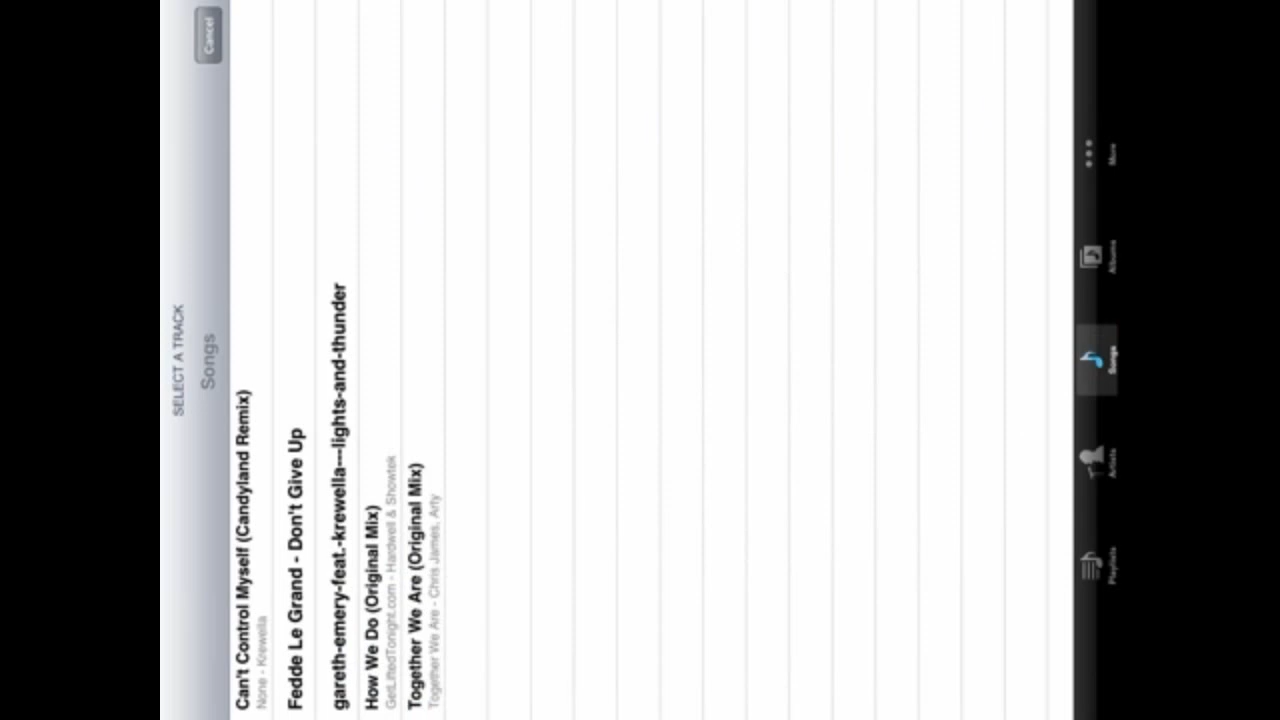 SELECT A TRACK
Songs
Cancel
Can't Control Myself (Candyland Remix)
None - Krewella
Fedde Le Grand - Don't Give Up
gareth-emery-feat.-krewella---lights-and-thunder
How We Do (Original Mix)
GetLiftedTonight.com - Hardwell & Showtek
Together We Are (Original Mix)
Together We Are - Chris James, Arty
Playlists
Artists
Songs
Albums
More